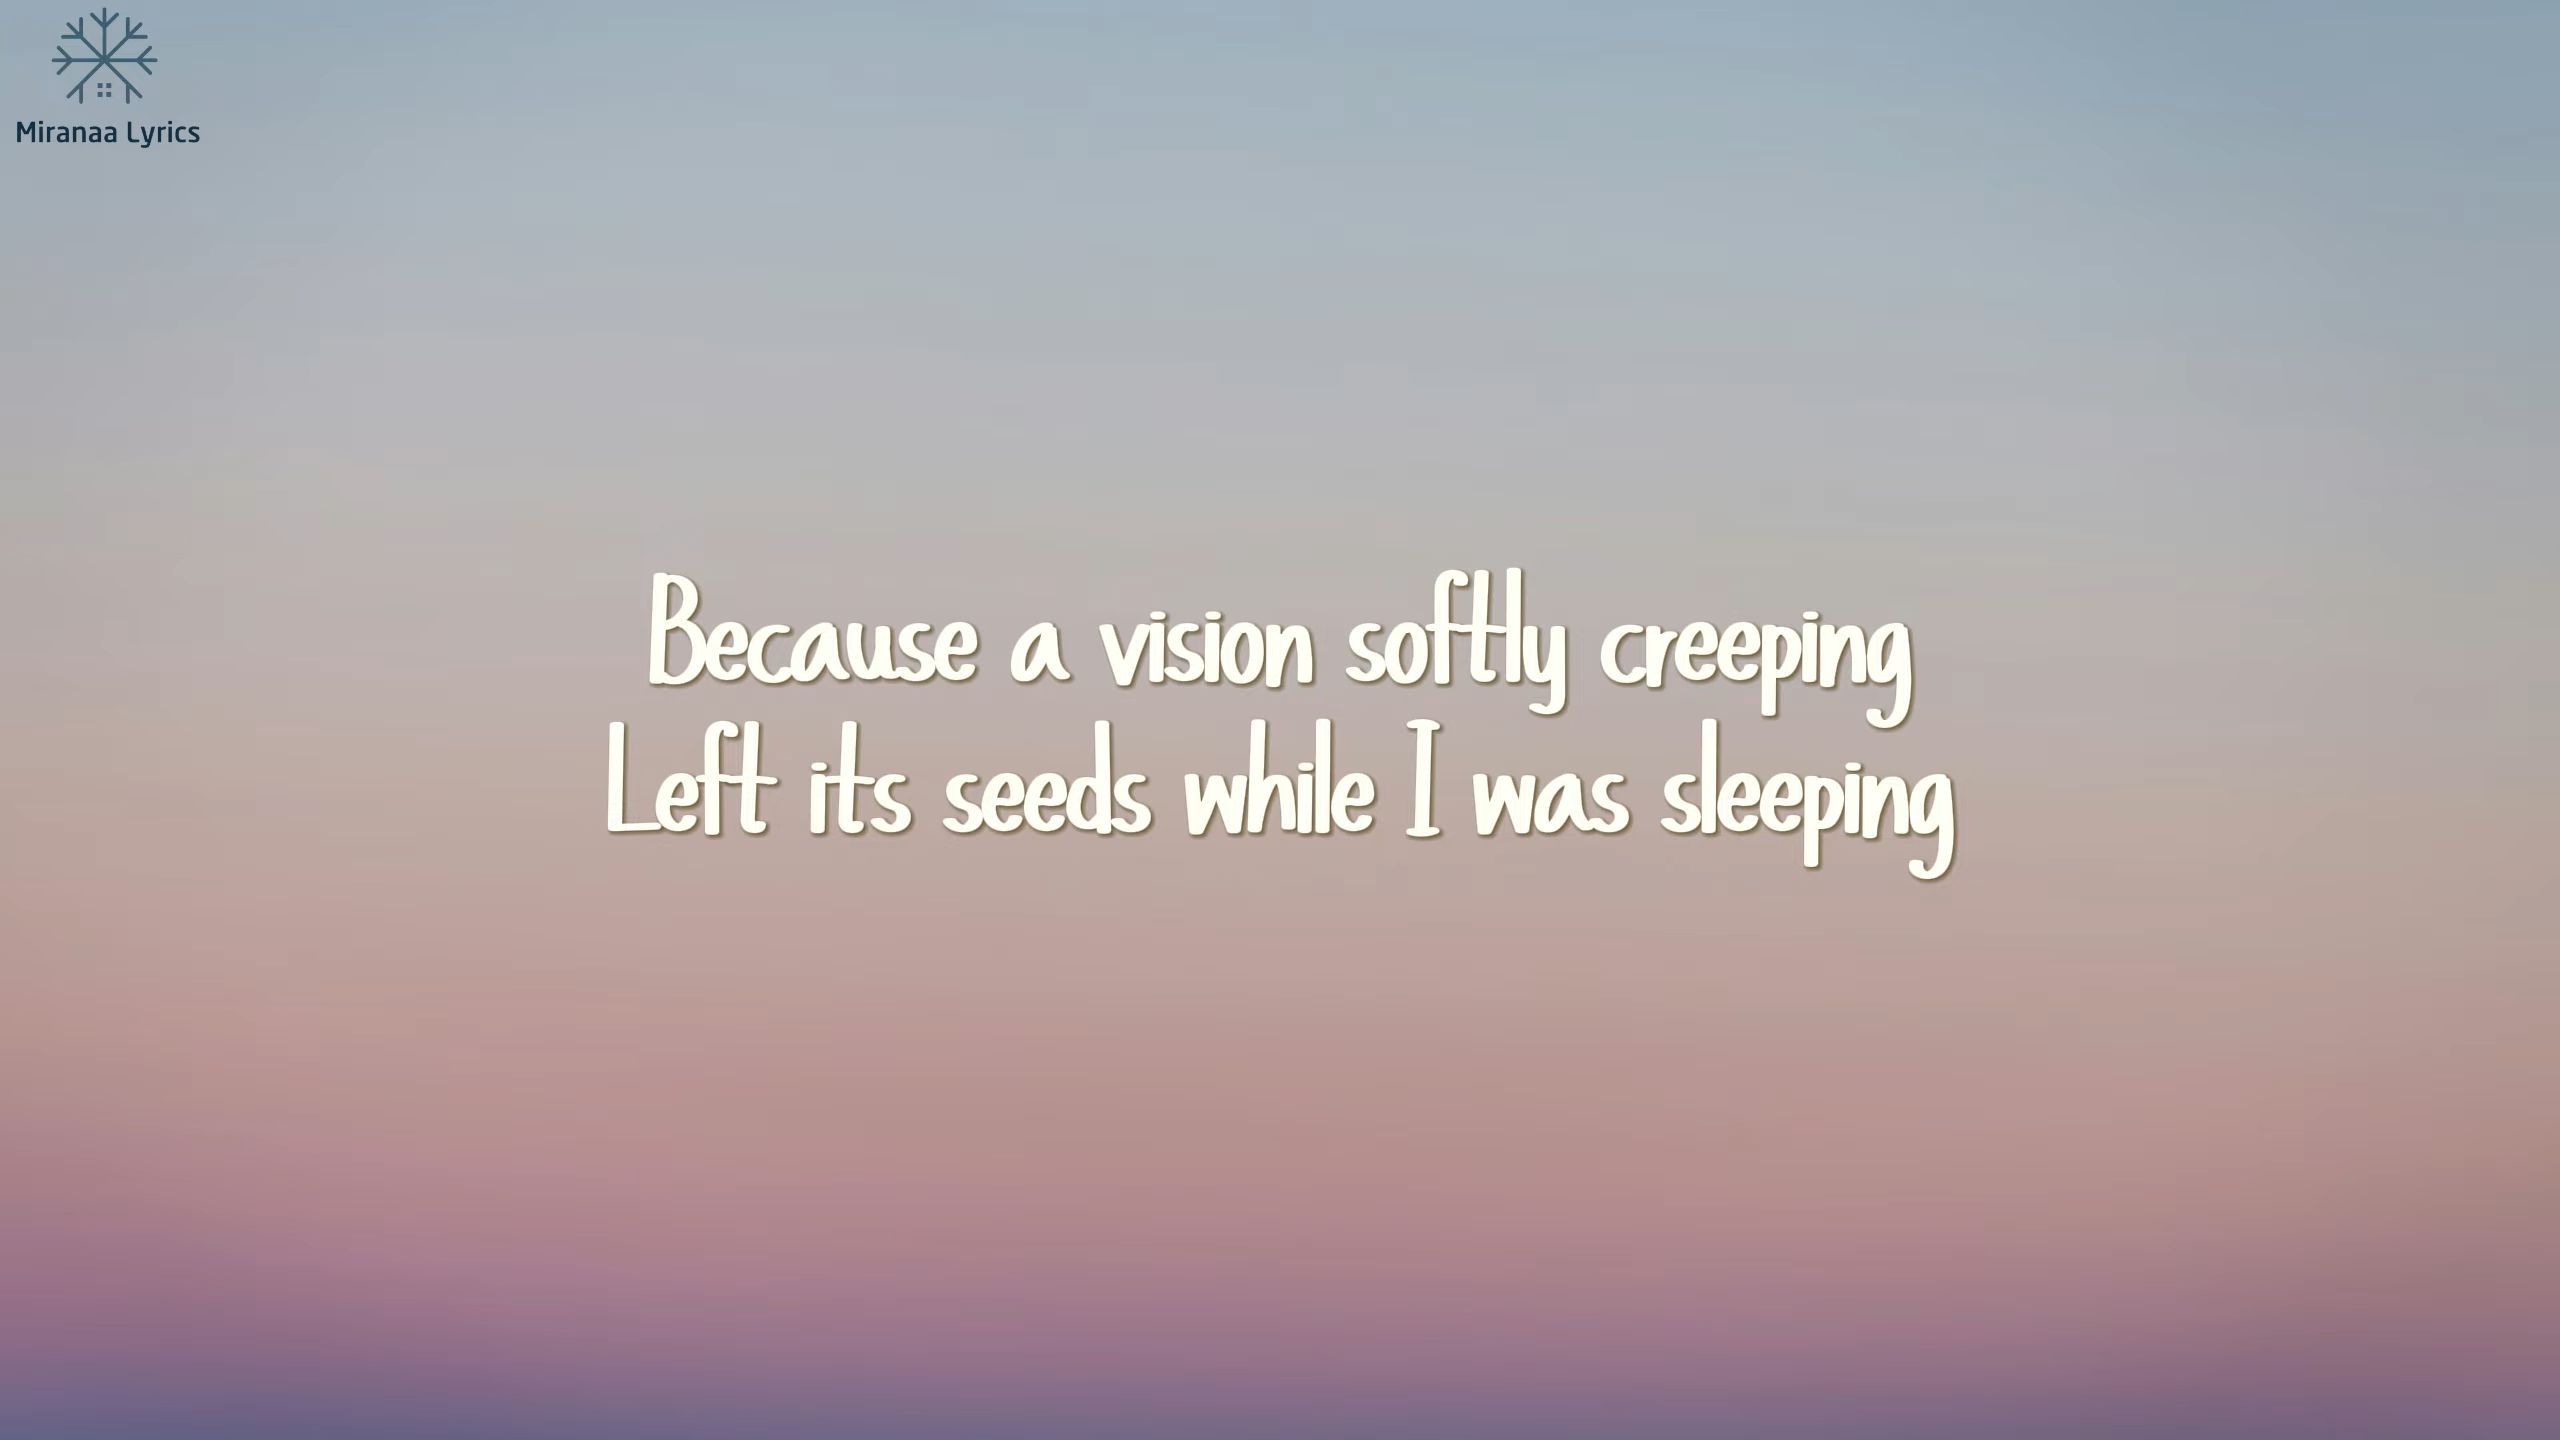 Miranaa Lyrics
Because a vision softly creeping
Left its seeds while I was sleeping